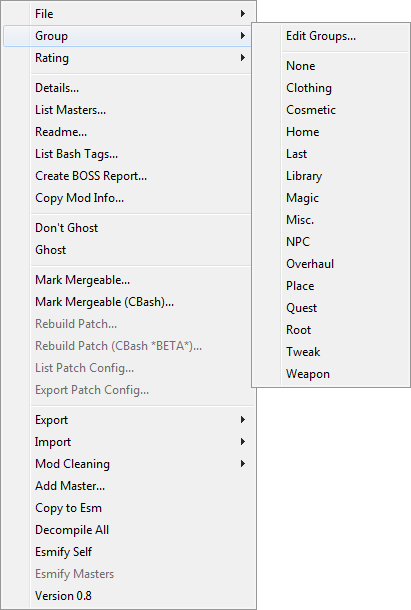 File
Group
Rating
Details...
List Masters...
Readme...
List Bash Tags...
Create BOSS Report...
Copy Mod Info...
Don't Ghost
Ghost
Mark Mergeable...
Mark Mergeable (CBash)...
Rebuild Patch...
Rebuild Patch (CBash *BETA*)...
List Patch Config...
Export Patch Config...
Export
Import
Mod Cleaning
Add Master...
Copy to Esm
Decompile All
Esmify Self
Esmify Masters
Version 0.8
Edit Groups...
None
Clothing
Cosmetic
Home
Last
Library
Magic
Misc.
NPC
Overhaul
Place
Quest
Root
Tweak
Weapon